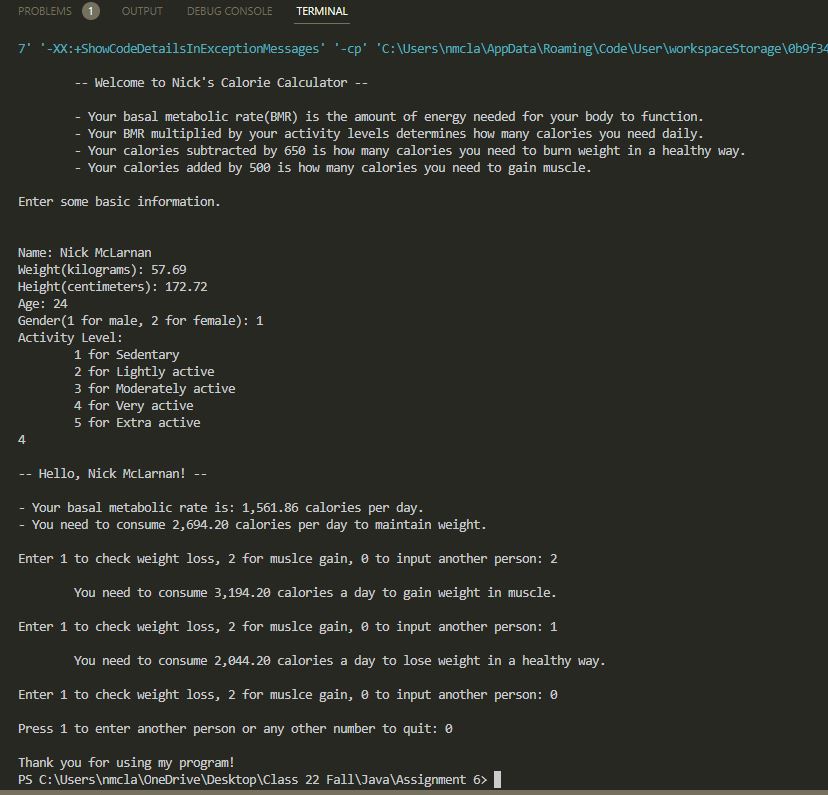 PROBLEMS 1 OUTPUT DEBUG CONSOLE TERMINAL
7' '-XX:+ShowCodeDetailsInExceptionMessages' '-cp' 'C:\Users\nmcla\AppData\Roaming\Code\User\workspaceStorage\0b9f34
-- Welcome to Nick's Calorie Calculator --
- Your basal metabolic rate(BMR) is the amount of energy needed for your body to function.
- Your BMR multiplied by your activity levels determines how many calories you need daily.
- Your calories subtracted by 650 is how many calories you need to burn weight in a healthy way.
- Your calories added by 500 is how many calories you need to gain muscle.
Enter some basic information.
Name: Nick McLarnan
Weight(kilograms): 57.69
Height(centimeters): 172.72
Age: 24
Gender(1 for male, 2 for female): 1
Activity Level:
1 for Sedentary
2 for Lightly active
3 for Moderately active
4 for Very active
5 for Extra active
4
-- Hello, Nick McLarnan! --
- Your basal metabolic rate is: 1,561.86 calories per day.
- You need to consume 2,694.20 calories per day to maintain weight.
Enter 1 to check weight loss, 2 for muslce gain, 0 to input another person: 2
You need to consume 3,194.20 calories a day to gain weight in muscle.
Enter 1 to check weight loss, 2 for muslce gain, 0 to input another person: 1
You need to consume 2,044.20 calories a day to lose weight in a healthy way.
Enter 1 to check weight loss, 2 for muslce gain, 0 to input another person: 0
Press 1 to enter another person or any other number to quit: 0
Thank you for using my program!
PS C:\Users\nmcla\OneDrive\Desktop\Class 22 Fall\Java\Assignment 6>